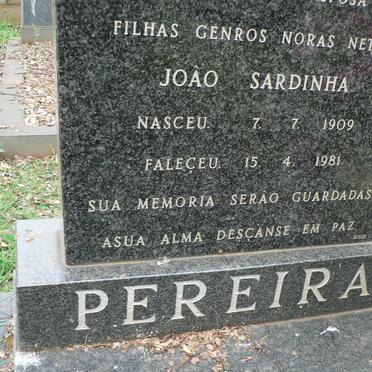 FILHAS GENROS NORAS NET
JOÃO SARDINHA
NASCEU. 7. 7. 1909
FALECEU. 15. 4. 1981
SUA MEMORIA SERÃO GUARDADAS
ASUA ALMA DESCANSE EM PAZ
PEREIRA